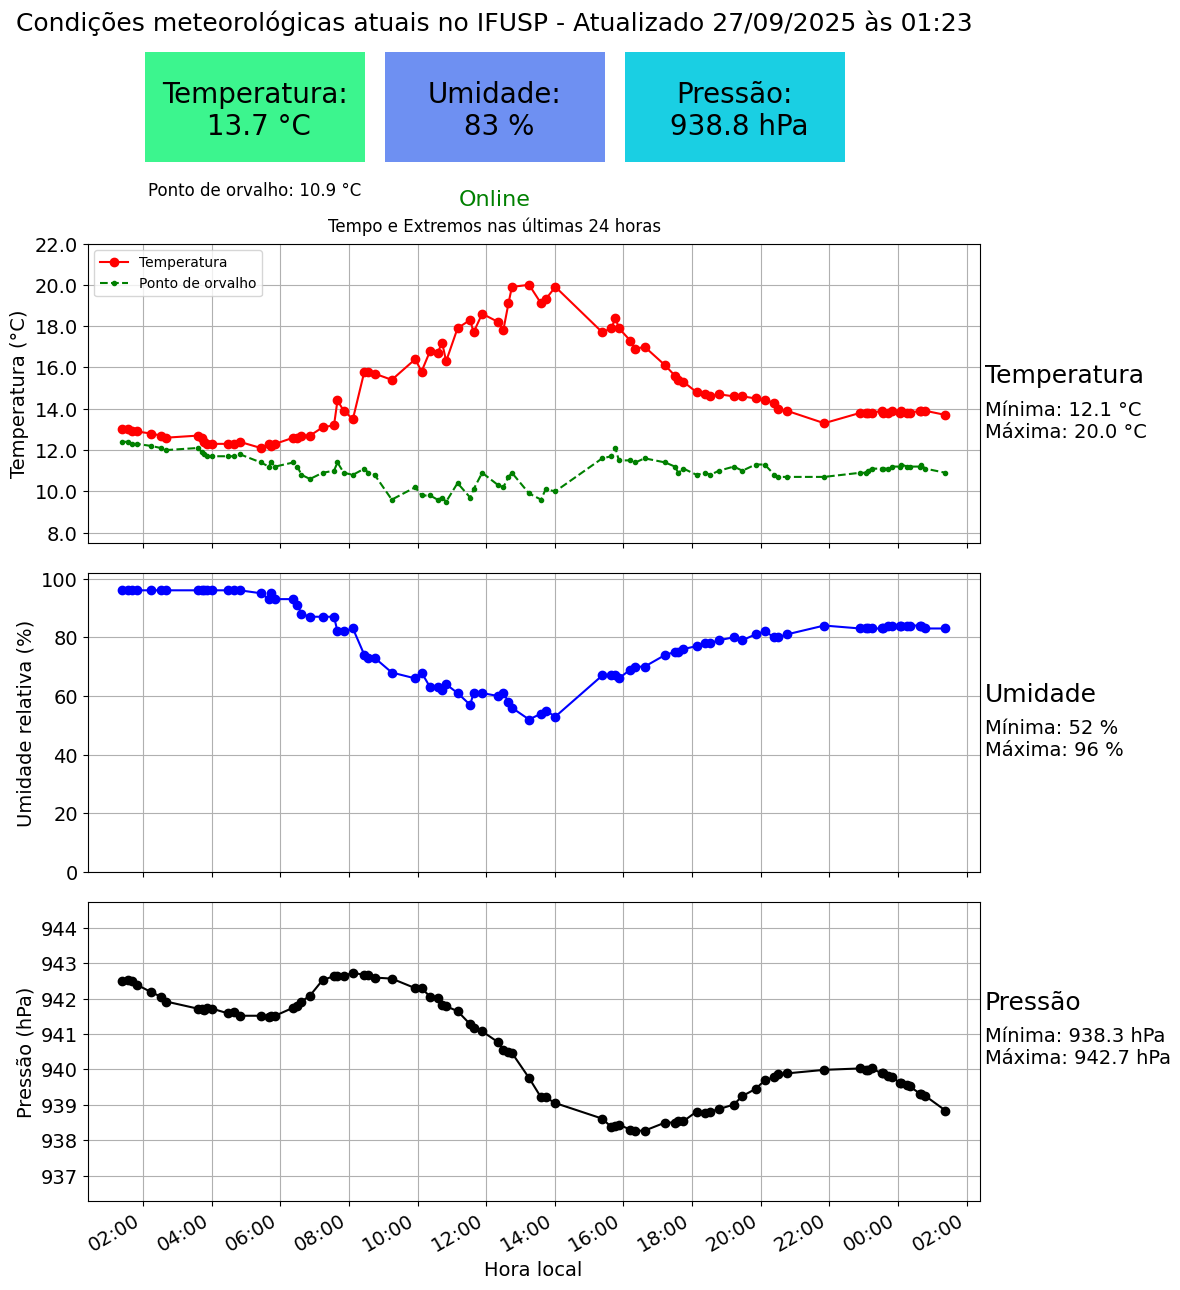 Condições meteorológicas atuais no IFUSP - Atualizado 27/09/2025 às 01:23
Temperatura:
13.7 °C
Umidade:
83 %
Pressão:
938.8 hPa
Ponto de orvalho: 10.9 °C
Online
Tempo e Extremos nas últimas 24 horas
Temperatura (°C)
22.0
20.0
18.0
16.0
14.0
12.0
10.0
8.0
Temperatura
Ponto de orvalho
Temperatura
Mínima: 12.1 °C
Máxima: 20.0 °C
Umidade relativa (%)
100
80
60
40
20
0
Umidade
Mínima: 52 %
Máxima: 96 %
Pressão (hPa)
944
943
942
941
940
939
938
937
Pressão
Mínima: 938.3 hPa
Máxima: 942.7 hPa
02:00 04:00 06:00 08:00 10:00 12:00 14:00 16:00 18:00 20:00 22:00 00:00 02:00
Hora local